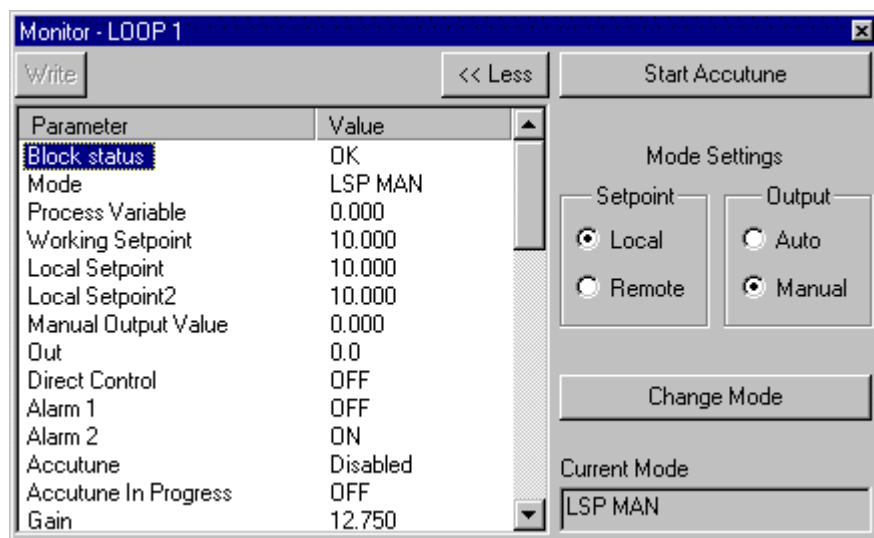 Monitor - LOOP 1
Write
<< Less
Start Accutune
Parameter Value
Block status OK
Mode LSP MAN
Process Variable 0.000
Working Setpoint 10.000
Local Setpoint 10.000
Local Setpoint2 10.000
Manual Output Value 0.000
Out 0.0
Direct Control OFF
Alarm 1 OFF
Alarm 2 ON
Accutune Disabled
Accutune In Progress OFF
Gain 12.750
Mode Settings
Setpoint
Local
Remote
Output
Auto
Manual
Change Mode
Current Mode
LSP MAN